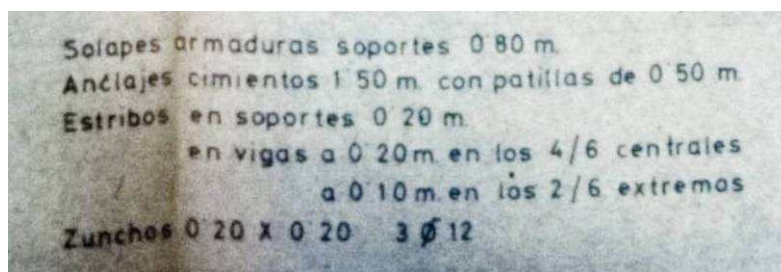 Solapes armaduras soportes 0'80 m.
Anclajes cimientos 1'50 m. con patillas de 0'50 m.
Estribos en soportes 0'20 m.
en vigas a 0'20 m. en los 4/6 centrales
a 0'10 m. en los 2/6 extremos
Zunchos 0'20 X 0'20 3 Ø 12